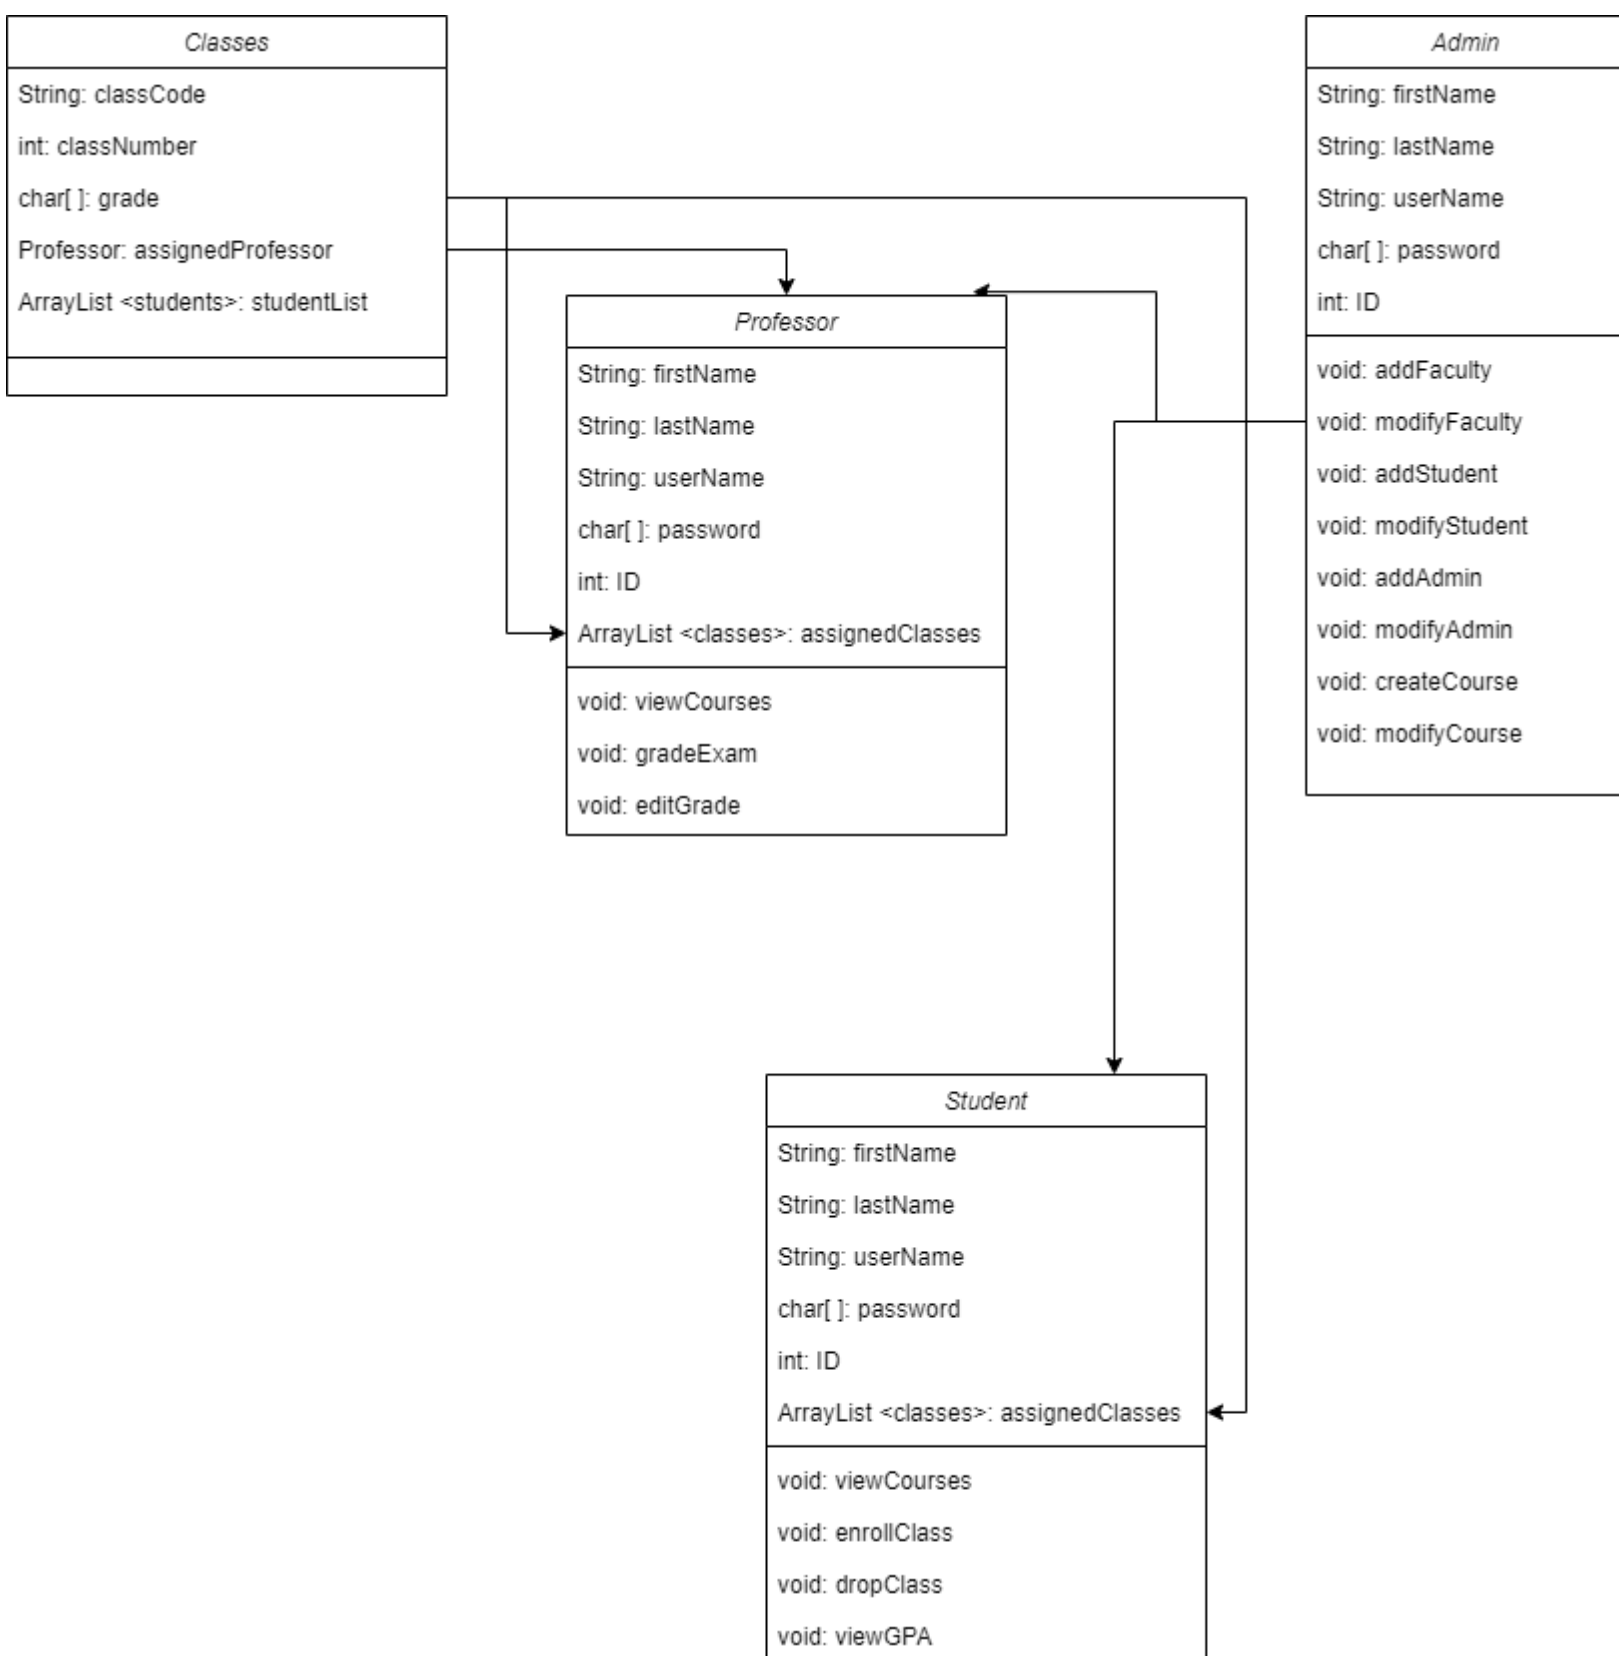 Classes
String: classCode
int: classNumber
char[ ]: grade
Professor: assignedProfessor
ArrayList <students>: studentList
Admin
String: firstName
String: lastName
String: userName
char[ ]: password
int: ID
void: addFaculty
void: modifyFaculty
void: addStudent
void: modifyStudent
void: addAdmin
void: modifyAdmin
void: createCourse
void: modifyCourse
Professor
String: firstName
String: lastName
String: userName
char[ ]: password
int: ID
ArrayList <classes>: assignedClasses
void: viewCourses
void: gradeExam
void: editGrade
Student
String: firstName
String: lastName
String: userName
char[ ]: password
int: ID
ArrayList <classes>: assignedClasses
void: viewCourses
void: enrollClass
void: dropClass
void: viewGPA